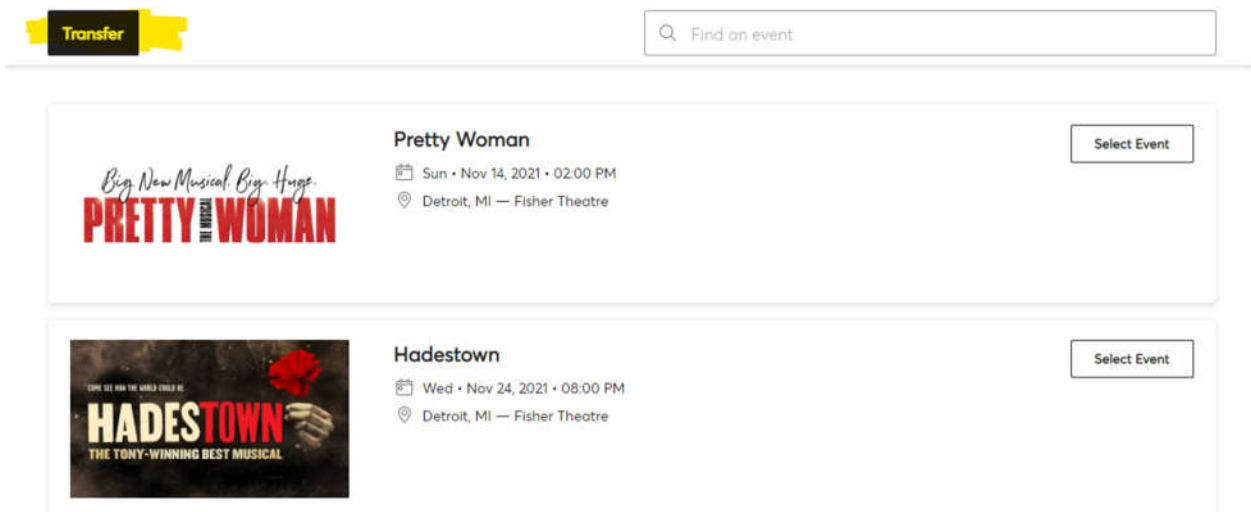 Transfer
Find an event
Big New Musical. Big. Huge.
PRETTY THE MUSICAL WOMAN
Pretty Woman
Sun • Nov 14, 2021 • 02:00 PM
Detroit, MI — Fisher Theatre
Select Event
COME SEE HOW THE WORLD COULD BE
HADESTOWN
THE TONY-WINNING BEST MUSICAL
Hadestown
Wed • Nov 24, 2021 • 08:00 PM
Detroit, MI — Fisher Theatre
Select Event